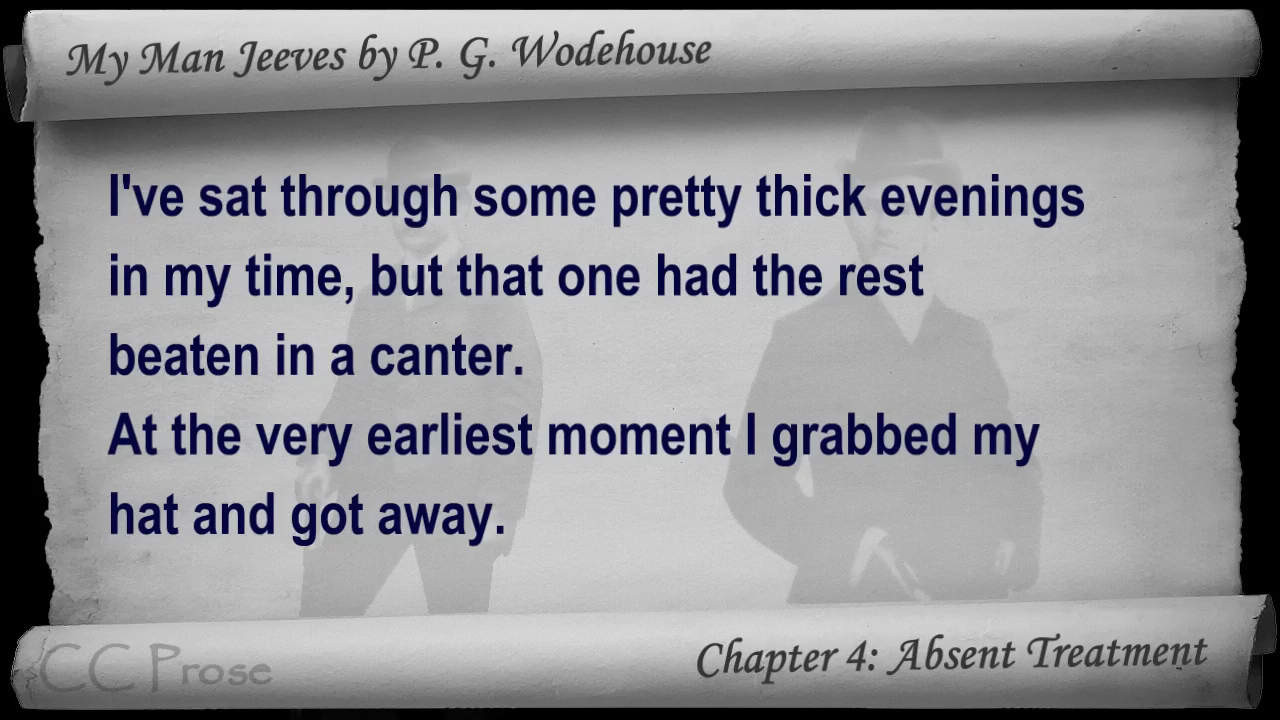 My Man Jeeves by P. G. Wodehouse
I've sat through some pretty thick evenings
in my time, but that one had the rest
beaten in a canter.
At the very earliest moment I grabbed my
hat and got away.
CC Prose
Chapter 4: Absent Treatment